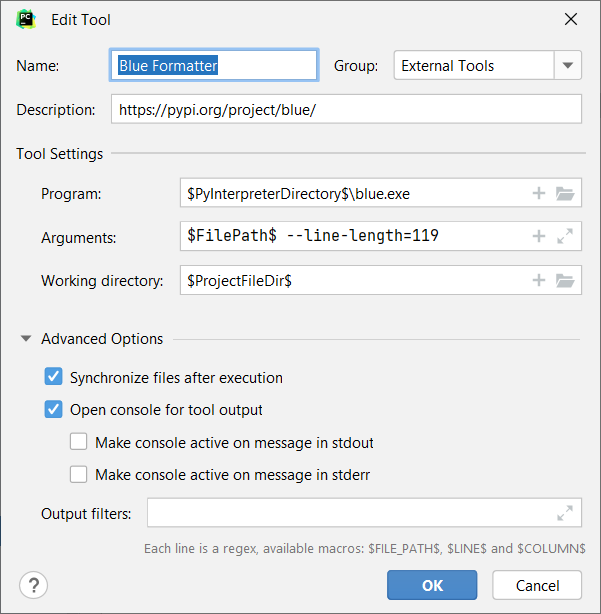 PC
Edit Tool
Name: Blue Formatter Group: External Tools
Description: https://pypi.org/project/blue/
Tool Settings
Program: $PyInterpreterDirectory$\blue.exe
Arguments: $FilePath$ --line-length=119
Working directory: $ProjectFileDir$
Advanced Options
Synchronize files after execution
Open console for tool output
Make console active on message in stdout
Make console active on message in stderr
Output filters:
Each line is a regex, available macros: $FILE_PATH$, $LINE$ and $COLUMN$
? OK Cancel